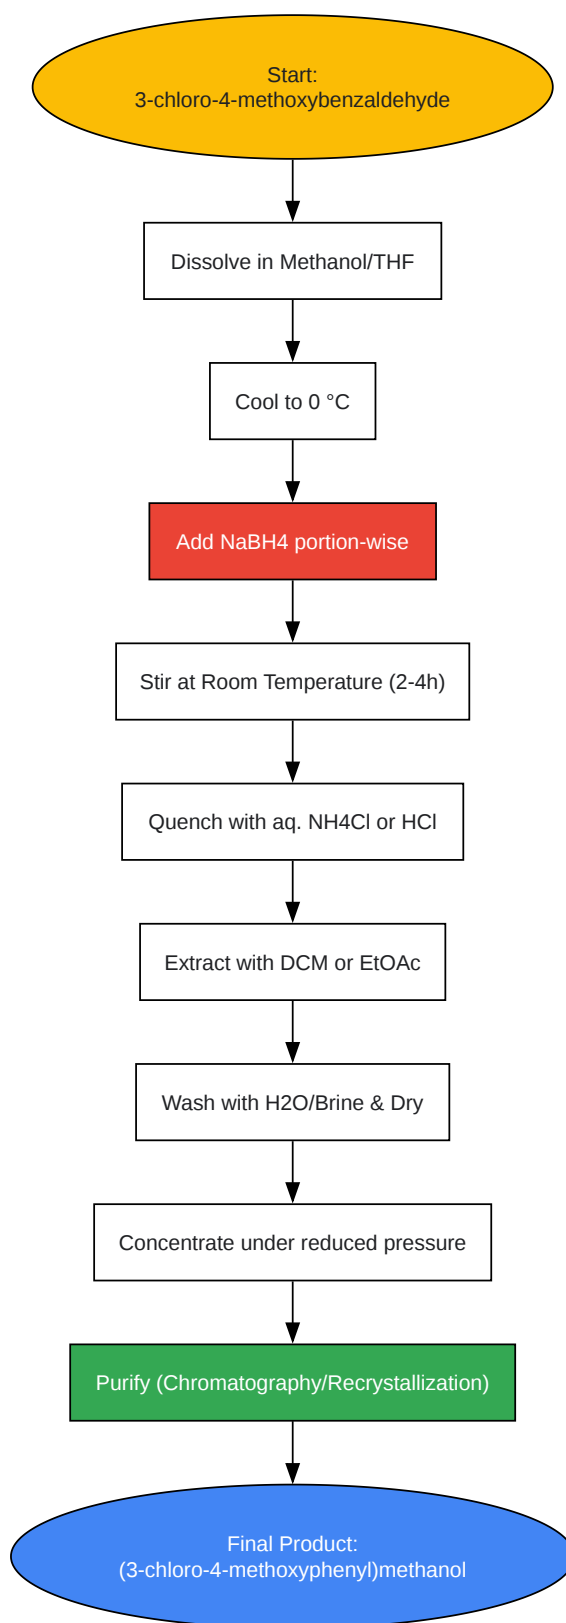 Start:
3-chloro-4-methoxybenzaldehyde
Dissolve in Methanol/THF
Cool to 0 °C
Add NaBH4 portion-wise
Stir at Room Temperature (2-4h)
Quench with aq. NH4Cl or HCl
Extract with DCM or EtOAc
Wash with H2O/Brine & Dry
Concentrate under reduced pressure
Purify (Chromatography/Recrystallization)
Final Product:
(3-chloro-4-methoxyphenyl)methanol